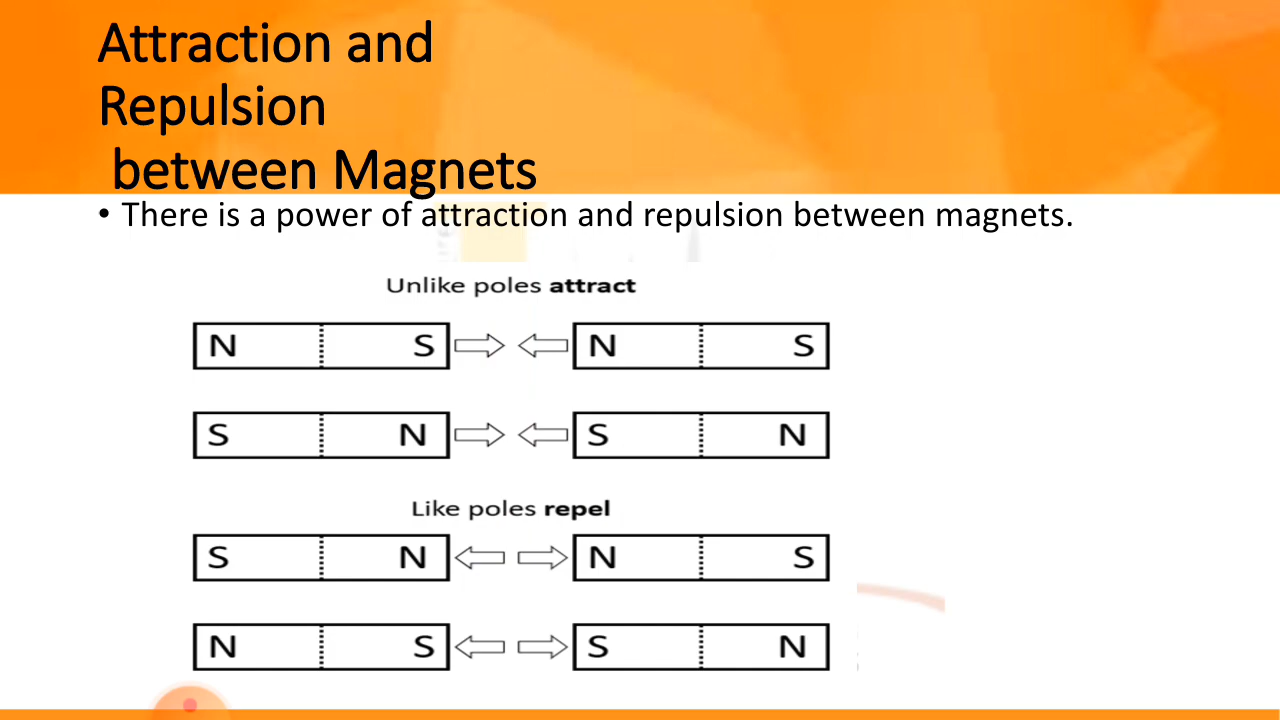 Attraction and
Repulsion
between Magnets
• There is a power of attraction and repulsion between magnets.
Unlike poles attract
N S N S
S N S N
Like poles repel
S N N S
N S S N